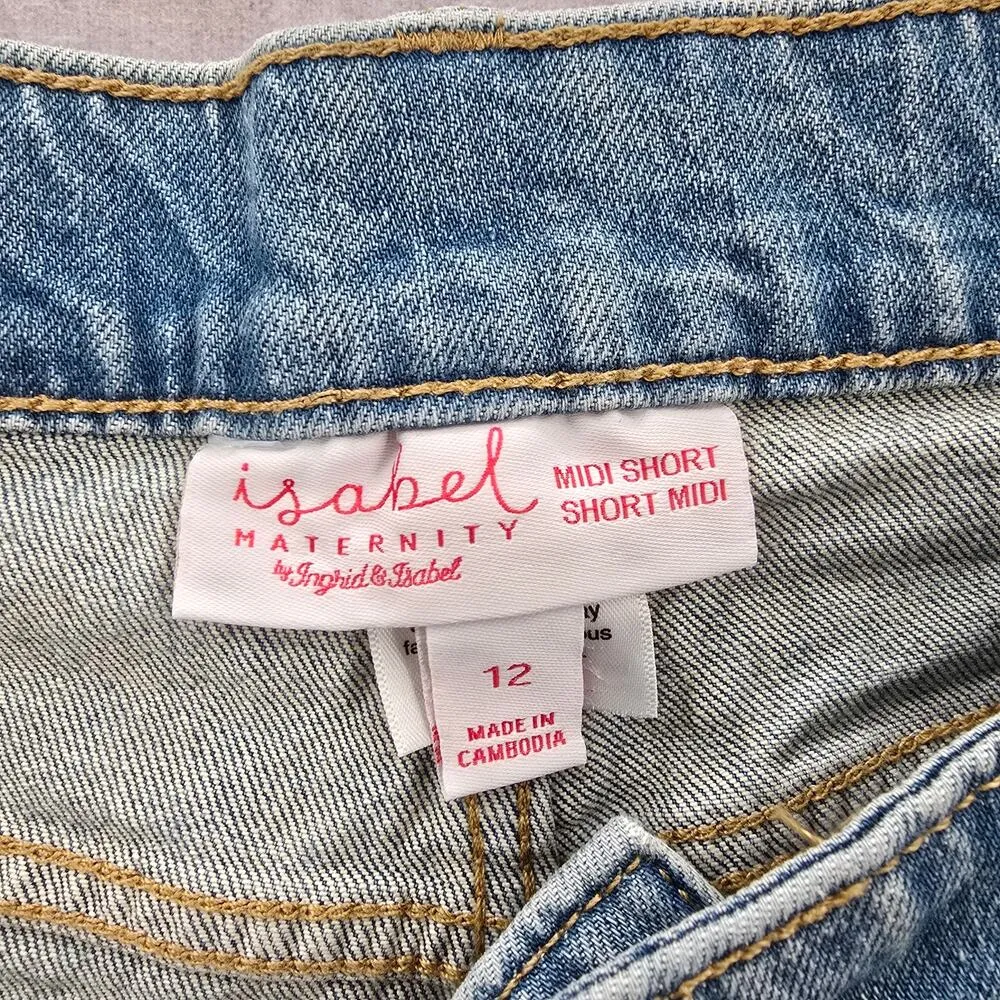 isabel
MATERNITY
by Ingrid & Isabel
MIDI SHORT
SHORT MIDI
12
MADE IN
CAMBODIA